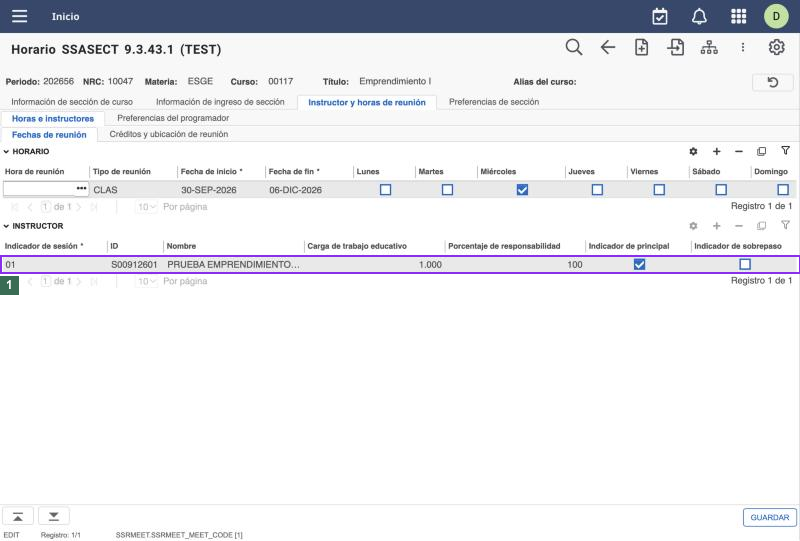 Inicio
D
Horario SSASECT 9.3.43.1 (TEST)
Periodo: 202656 NRC: 10047 Materia: ESGE Curso: 00117 Título: Emprendimiento I Alias del curso:
Información de sección de curso Información de ingreso de sección Instructor y horas de reunión Preferencias de sección
Horas e instructores Preferencias del programador
Fechas de reunión Créditos y ubicación de reunión
HORARIO
Hora de reunión Tipo de reunión Fecha de inicio * Fecha de fin * Lunes Martes Miércoles Jueves Viernes Sábado Domingo
CLAS 30-SEP-2026 06-DIC-2026
1 de 1 10 Por página Registro 1 de 1
INSTRUCTOR
Indicador de sesión * ID Nombre Carga de trabajo educativo Porcentaje de responsabilidad Indicador de principal Indicador de sobrepaso
01 S00912601 PRUEBA EMPRENDIMIENTO... 1.000 100
1
1 de 1 10 Por página Registro 1 de 1
GUARDAR
EDIT Registro: 1/1 SSRMEET.SSRMEET_MEET_CODE [1]